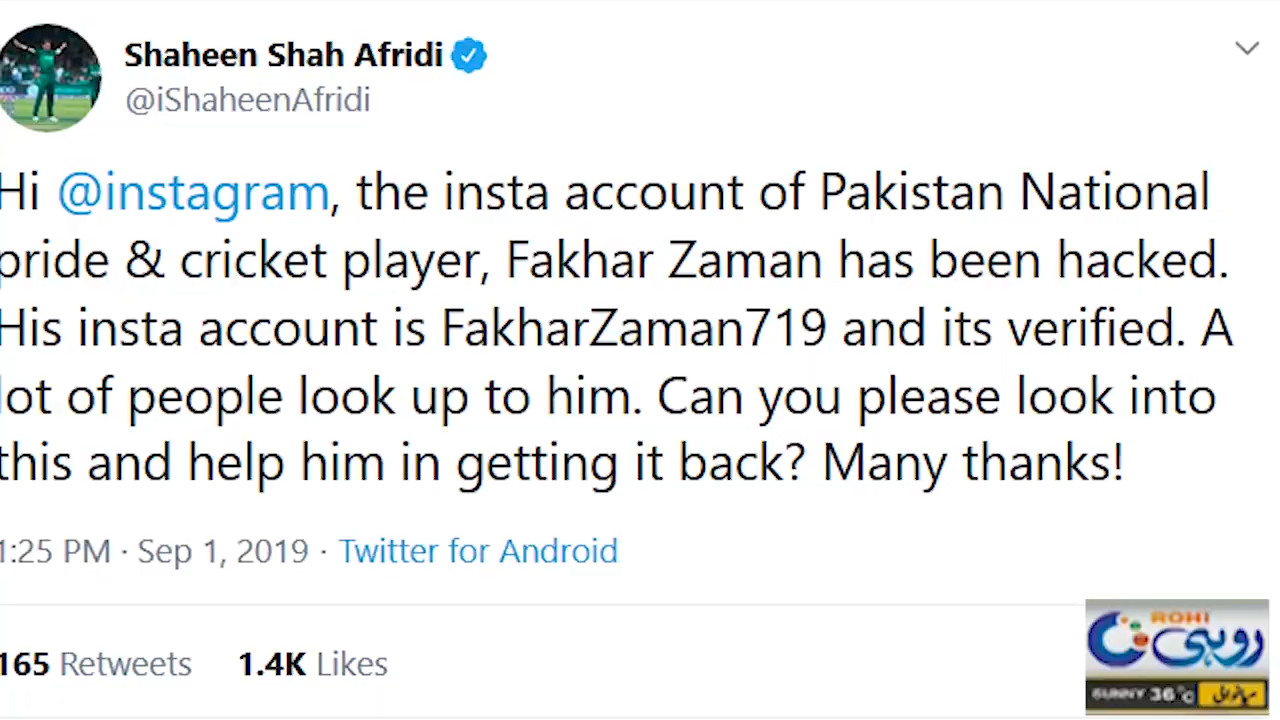 Shaheen Shah Afridi
@iShaheenAfridi
Hi @instagram, the insta account of Pakistan National
pride & cricket player, Fakhar Zaman has been hacked.
His insta account is FakharZaman719 and its verified. A
lot of people look up to him. Can you please look into
this and help him in getting it back? Many thanks!
1:25 PM · Sep 1, 2019 · Twitter for Android
165 Retweets 1.4K Likes
ROHI
روہی
SUNNY 36°C میانوالی